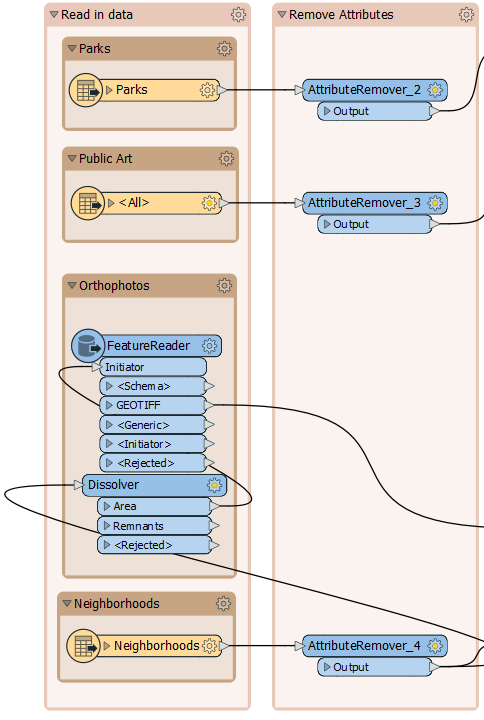 Read in data
Remove Attributes
Parks
Parks
AttributeRemover_2
Output
Public Art
<All>
AttributeRemover_3
Output
Orthophotos
FeatureReader
Initiator
<Schema>
GEOTIFF
<Generic>
<Initiator>
<Rejected>
Dissolver
Area
Remnants
<Rejected>
Neighborhoods
Neighborhoods
AttributeRemover_4
Output